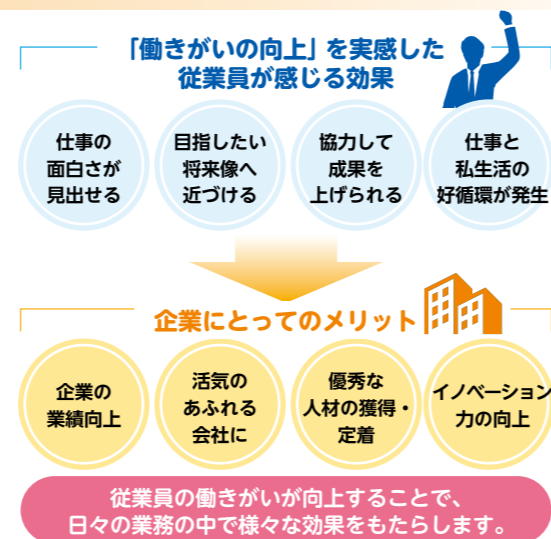 「働きがいの向上」を実感した
従業員が感じる効果
仕事の
面白さが
見出せる
目指したい
将来像へ
近づける
協力して
成果を
上げられる
仕事と
私生活の
好循環が発生
企業にとってのメリット
企業の
業績向上
活気の
あふれる
会社に
優秀な
人材の獲得・
定着
イノベーション
力の向上
従業員の働きがいが向上することで、
日々の業務の中で様々な効果をもたらします。